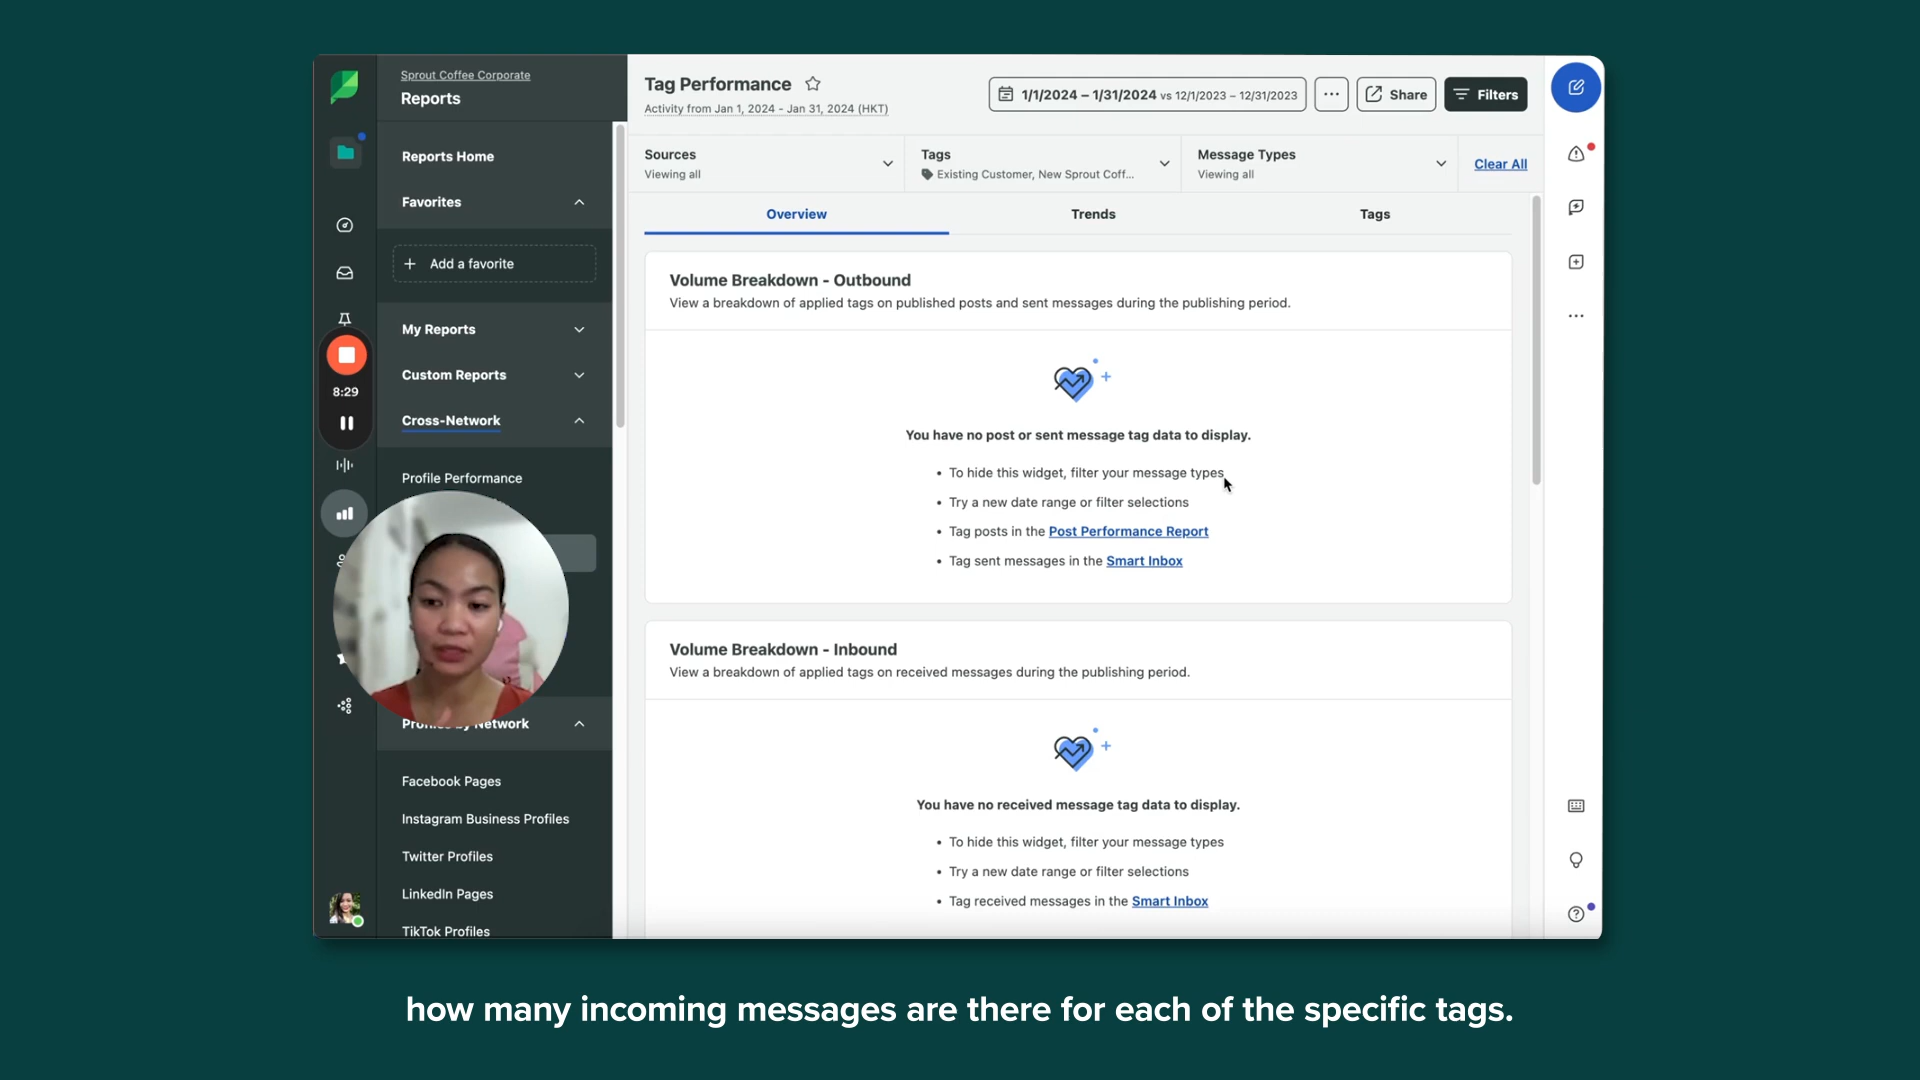 Sprout Coffee Corporate
Reports
Reports Home
Favorites
Add a favorite
My Reports
Custom Reports
Cross-Network
Profile Performance
Profiles by Network
Facebook Pages
Instagram Business Profiles
Twitter Profiles
LinkedIn Pages
TikTok Profiles
8:29
Tag Performance
Activity from Jan 1, 2024 - Jan 31, 2024 (HKT)
1/1/2024 – 1/31/2024 vs 12/1/2023 – 12/31/2023
Share
Filters
Sources
Viewing all
Tags
Existing Customer, New Sprout Coff...
Message Types
Viewing all
Clear All
Overview
Trends
Tags
Volume Breakdown - Outbound
View a breakdown of applied tags on published posts and sent messages during the publishing period.
You have no post or sent message tag data to display.
• To hide this widget, filter your message types
• Try a new date range or filter selections
• Tag posts in the Post Performance Report
• Tag sent messages in the Smart Inbox
Volume Breakdown - Inbound
View a breakdown of applied tags on received messages during the publishing period.
You have no received message tag data to display.
• To hide this widget, filter your message types
• Try a new date range or filter selections
• Tag received messages in the Smart Inbox
how many incoming messages are there for each of the specific tags.